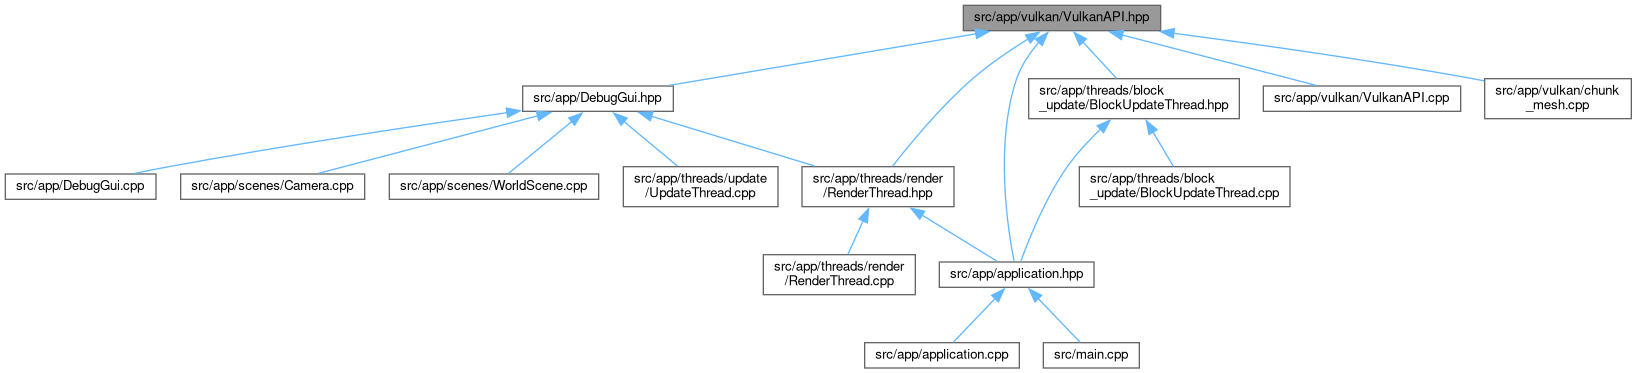 src/app/vulkan/VulkanAPI.hpp
src/app/DebugGui.hpp
src/app/threads/block
_update/BlockUpdateThread.hpp
src/app/vulkan/VulkanAPI.cpp
src/app/vulkan/chunk
_mesh.cpp
src/app/DebugGui.cpp
src/app/scenes/Camera.cpp
src/app/scenes/WorldScene.cpp
src/app/threads/update
/UpdateThread.cpp
src/app/threads/render
/RenderThread.hpp
src/app/threads/block
_update/BlockUpdateThread.cpp
src/app/threads/render
/RenderThread.cpp
src/app/application.hpp
src/app/application.cpp
src/main.cpp